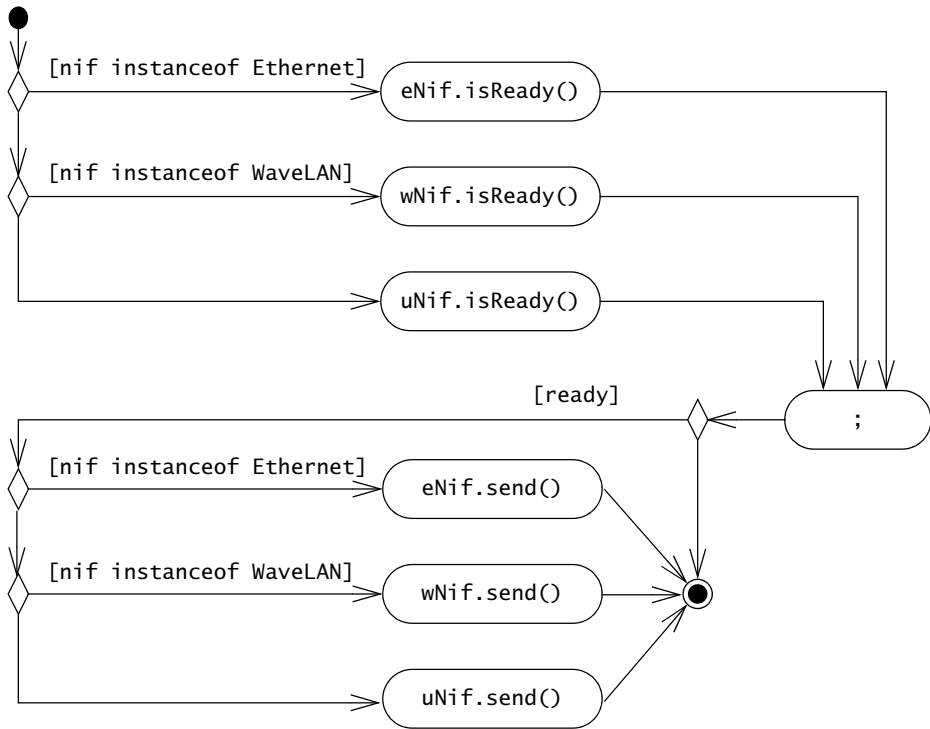 [nif instanceof Ethernet]
eNif.isReady()
[nif instanceof WaveLAN]
wNif.isReady()
uNif.isReady()
[ready]
;
[nif instanceof Ethernet]
eNif.send()
[nif instanceof WaveLAN]
wNif.send()
uNif.send()